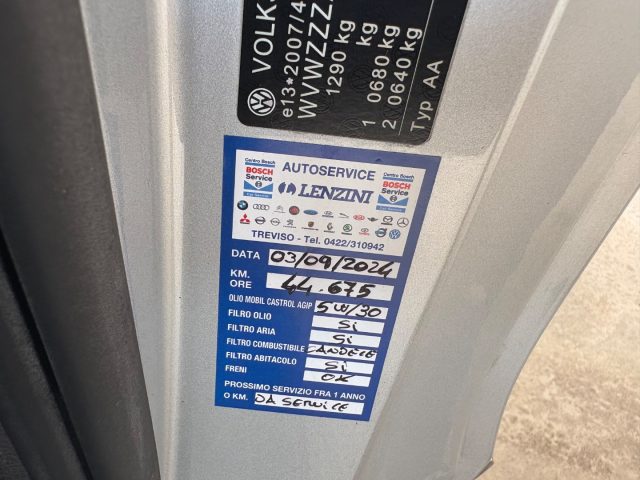 VOLKS
e13*2007/4
WVWZZZ
1290 kg
1 0680 kg
2 0640 kg
Typ AA
Centro Bosch
BOSCH
Service
AUTOSERVICE
LENZINI
Centro Bosch
BOSCH
Service
TREVISO - Tel. 0422/310942
DATA 03/09/2024
KM.
ORE 44.675
OLIO MOBIL CASTROL AGIP 5W/30
FILRO OLIO SI
FILTRO ARIA SI
FILTRO COMBUSTIBILE
FILTRO ABITACOLO SI
FRENI OK
PROSSIMO SERVIZIO FRA 1 ANNO
O KM. DA SERVICE